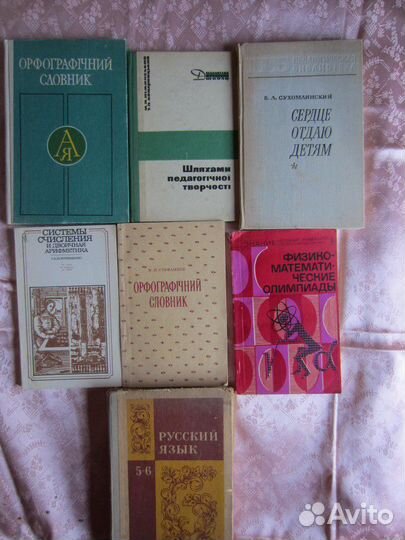 ОРФОГРАФІЧНИЙ
СЛОВНИК
А
Я
Шляхами
педагогічної
творчості
В. А. СУХОМЛИНСКИЙ
СЕРДЦЕ
ОТДАЮ
ДЕТЯМ
СИСТЕМЫ
СЧИСЛЕНИЯ
И ДВОИЧНАЯ
АРИФМЕТИКА
ОРФОГРАФІЧНИЙ
СЛОВНИК
ФИЗИКО-
МАТЕМАТИ-
ЧЕСКИЕ
ОЛИМПИАДЫ
РУССКИЙ
ЯЗЫК
5-6
Avito